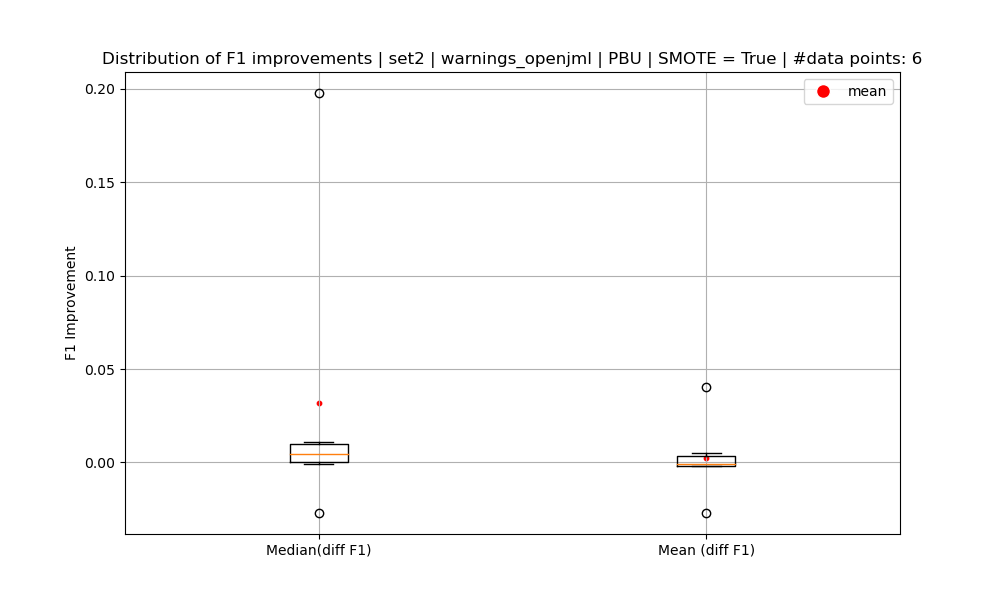 Distribution of F1 improvements | set2 | warnings_openjml | PBU | SMOTE = True | #data points: 6
mean
0.20
0.15
0.10
0.05
0.00
F1 Improvement
Median(diff F1)
Mean (diff F1)